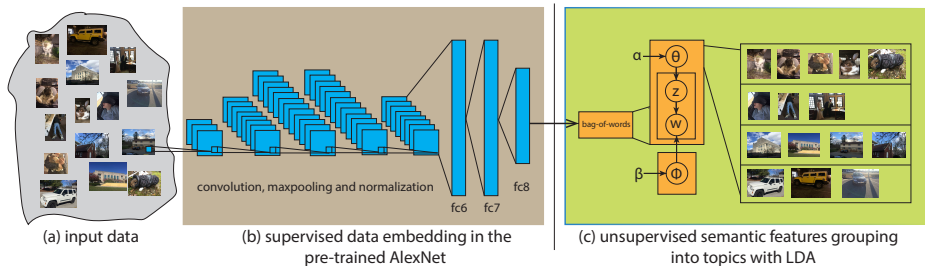 α
θ
z
bag-of-words
w
β
Φ
convolution, maxpooling and normalization
fc6
fc7
fc8
(a) input data
(b) supervised data embedding in the
pre-trained AlexNet
(c) unsupervised semantic features grouping
into topics with LDA